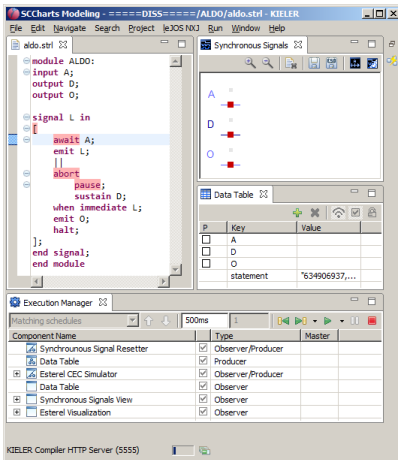 SCCharts Modeling - =====DISS=====/ALDO/aldo.strl - KIELER
File Edit Navigate Search Project leJOS NXJ Run Window Help
aldo.strl
module ALDO:
input A;
output D;
output O;
signal L in
[
await A;
emit L;
||
abort
pause;
sustain D;
when immediate L;
emit O;
halt;
];
end signal;
end module
Synchronous Signals
A
D
O
Data Table
P Key Value
A
D
O
statement "634906937,...
Execution Manager
Matching schedules 500ms 1
Component Name Type Master
Synchrounous Signal Resetter Observer/Producer
Data Table Producer
Esterel CEC Simulator Observer/Producer
Data Table Observer
Synchronous Signals View Observer
Esterel Visualization Observer
KIELER Compiler HTTP Server (5555)